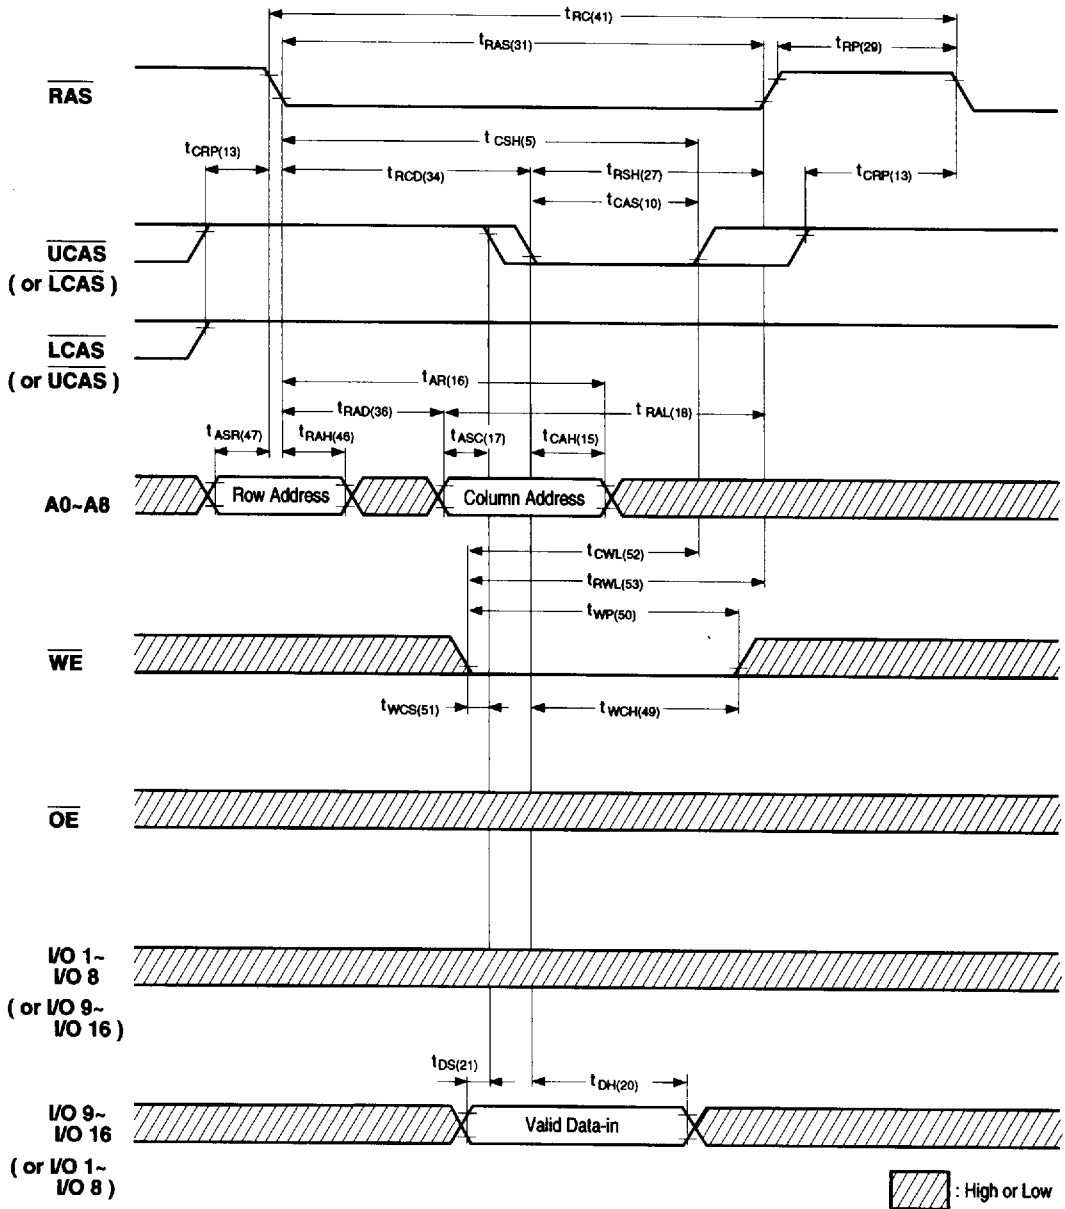 tRC(41)
tRAS(31)
tRP(29)
RAS
tCSH(5)
tCRP(13)
tRCD(34)
tRSH(27)
tCRP(13)
tCAS(10)
UCAS
( or LCAS )
LCAS
( or UCAS )
tAR(16)
tRAD(36)
tRAL(18)
tASR(47)
tRAH(46)
tASC(17)
tCAH(15)
A0~A8
Row Address
Column Address
tCWL(52)
tRWL(53)
tWP(50)
WE
tWCS(51)
tWCH(49)
OE
I/O 1~
I/O 8
( or I/O 9~
I/O 16 )
tDS(21)
tDH(20)
I/O 9~
I/O 16
Valid Data-in
( or I/O 1~
I/O 8 )
: High or Low